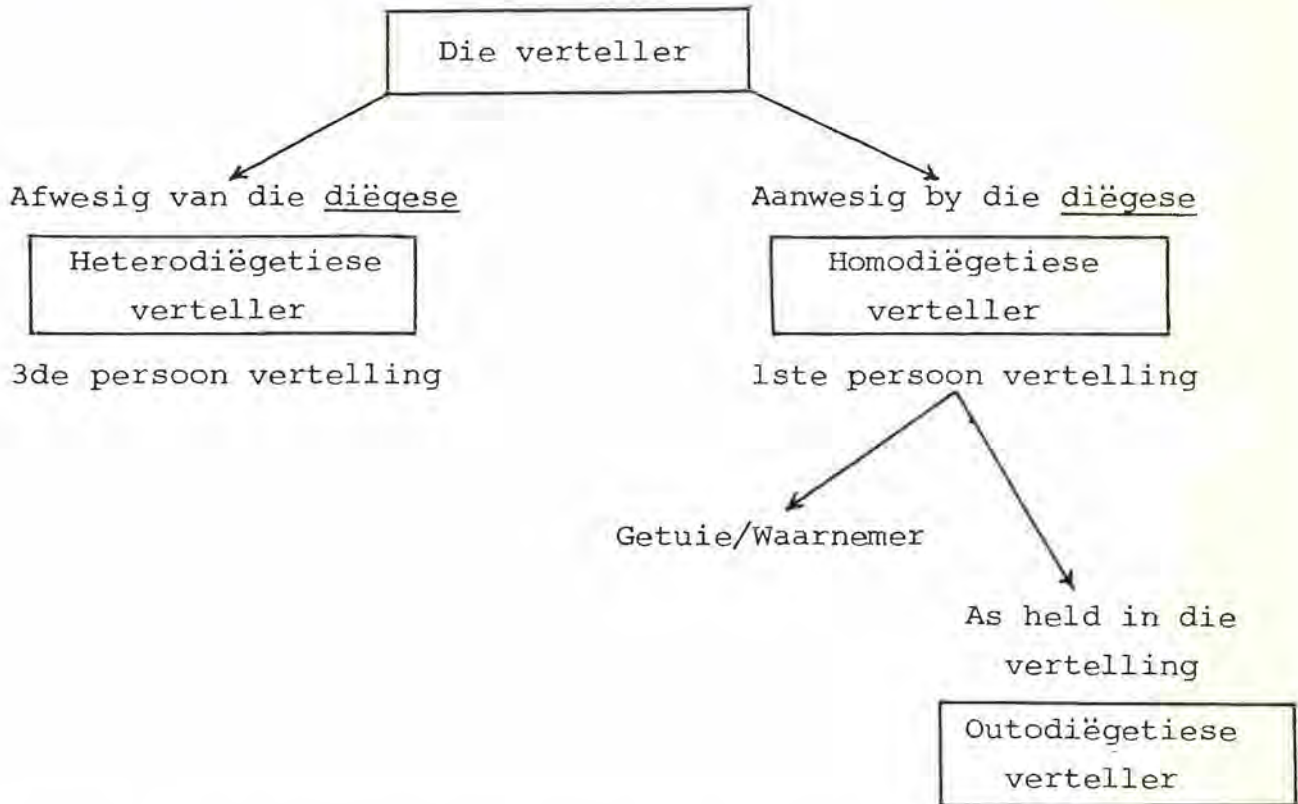 Die verteller
Afwesig van die diëgese
Aanwesig by die diëgese
Heterodiëgetiese
verteller
Homodiëgetiese
verteller
3de persoon vertelling
1ste persoon vertelling
Getuie/Waarnemer
As held in die
vertelling
Outodiëgetiese
verteller